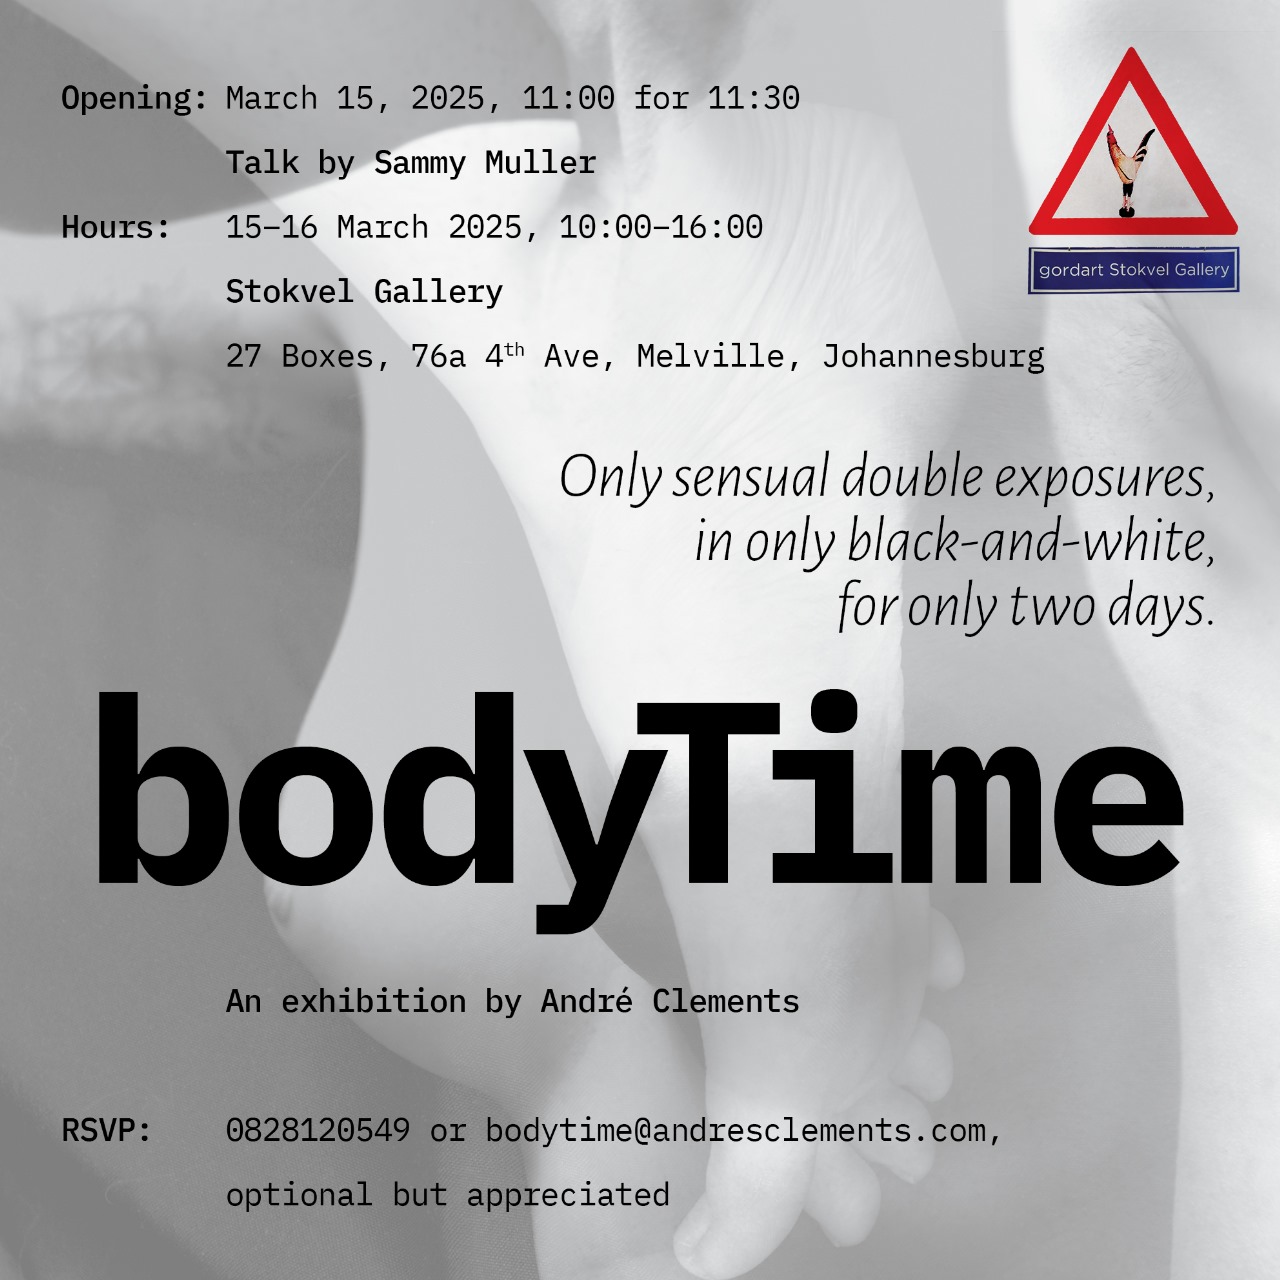 Opening: March 15, 2025, 11:00 for 11:30
Talk by Sammy Muller
Hours: 15–16 March 2025, 10:00–16:00
Stokvel Gallery
27 Boxes, 76a 4th Ave, Melville, Johannesburg
gordart Stokvel Gallery
Only sensual double exposures,
in only black-and-white,
for only two days.
bodyTime
An exhibition by André Clements
RSVP: 0828120549 or bodytime@andresclements.com,
optional but appreciated